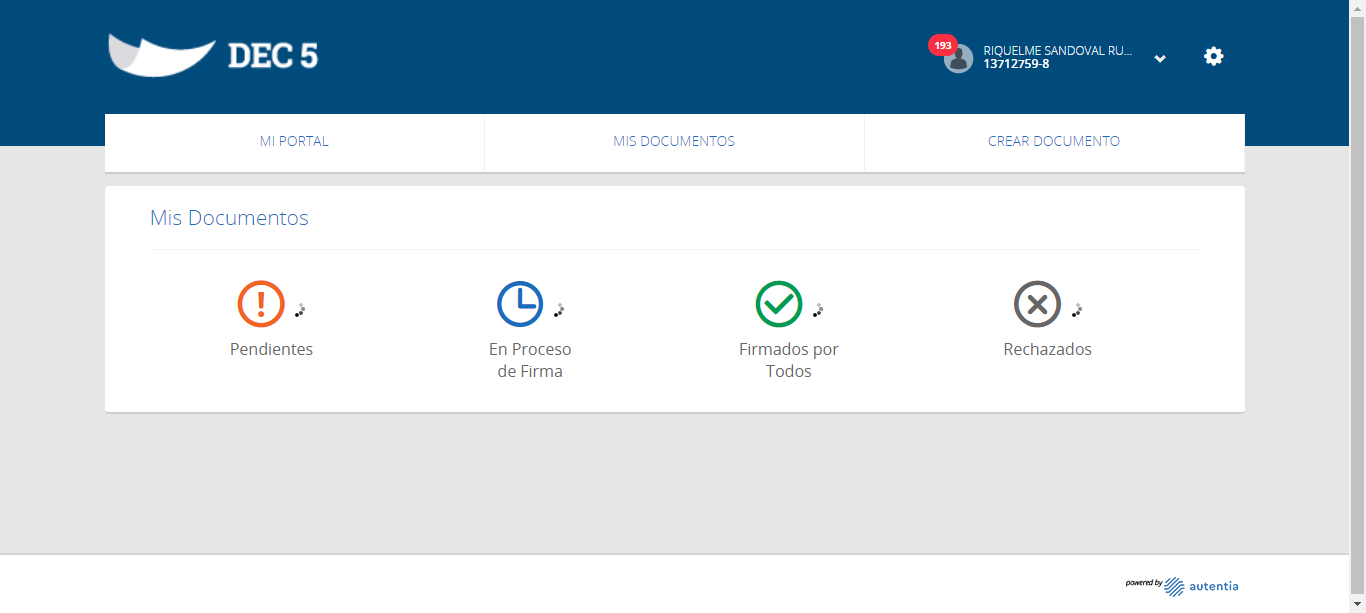 DEC 5
193
RIQUELME SANDOVAL RU...
13712759-8
MI PORTAL
MIS DOCUMENTOS
CREAR DOCUMENTO
Mis Documentos
Pendientes
En Proceso
de Firma
Firmados por
Todos
Rechazados
powered by autentia